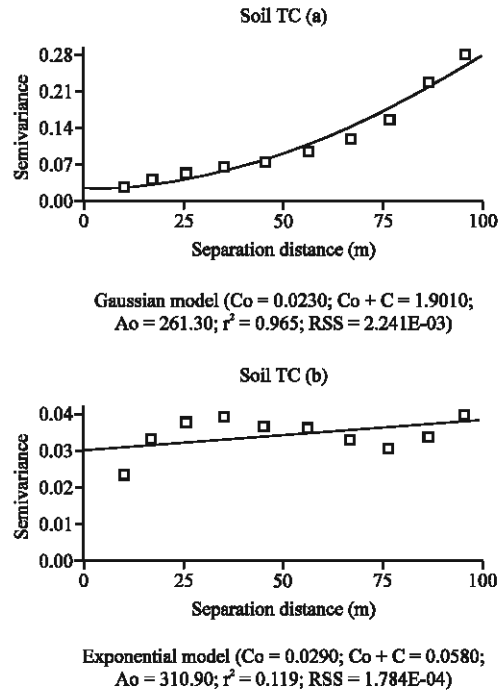 Soil TC (a)
0.28
0.14
0.07
0.00
Semivariance
0 25 50 75 100
Separation distance (m)
Gaussian model (Co = 0.0230; Co + C = 1.9010;
Ao = 261.30; r² = 0.965; RSS = 2.241E-03)
Soil TC (b)
0.04
0.03
0.02
0.01
0.00
Semivariance
0 25 50 75 100
Separation distance (m)
Exponential model (Co = 0.0290; Co + C = 0.0580;
Ao = 310.90; r² = 0.119; RSS = 1.784E-04)